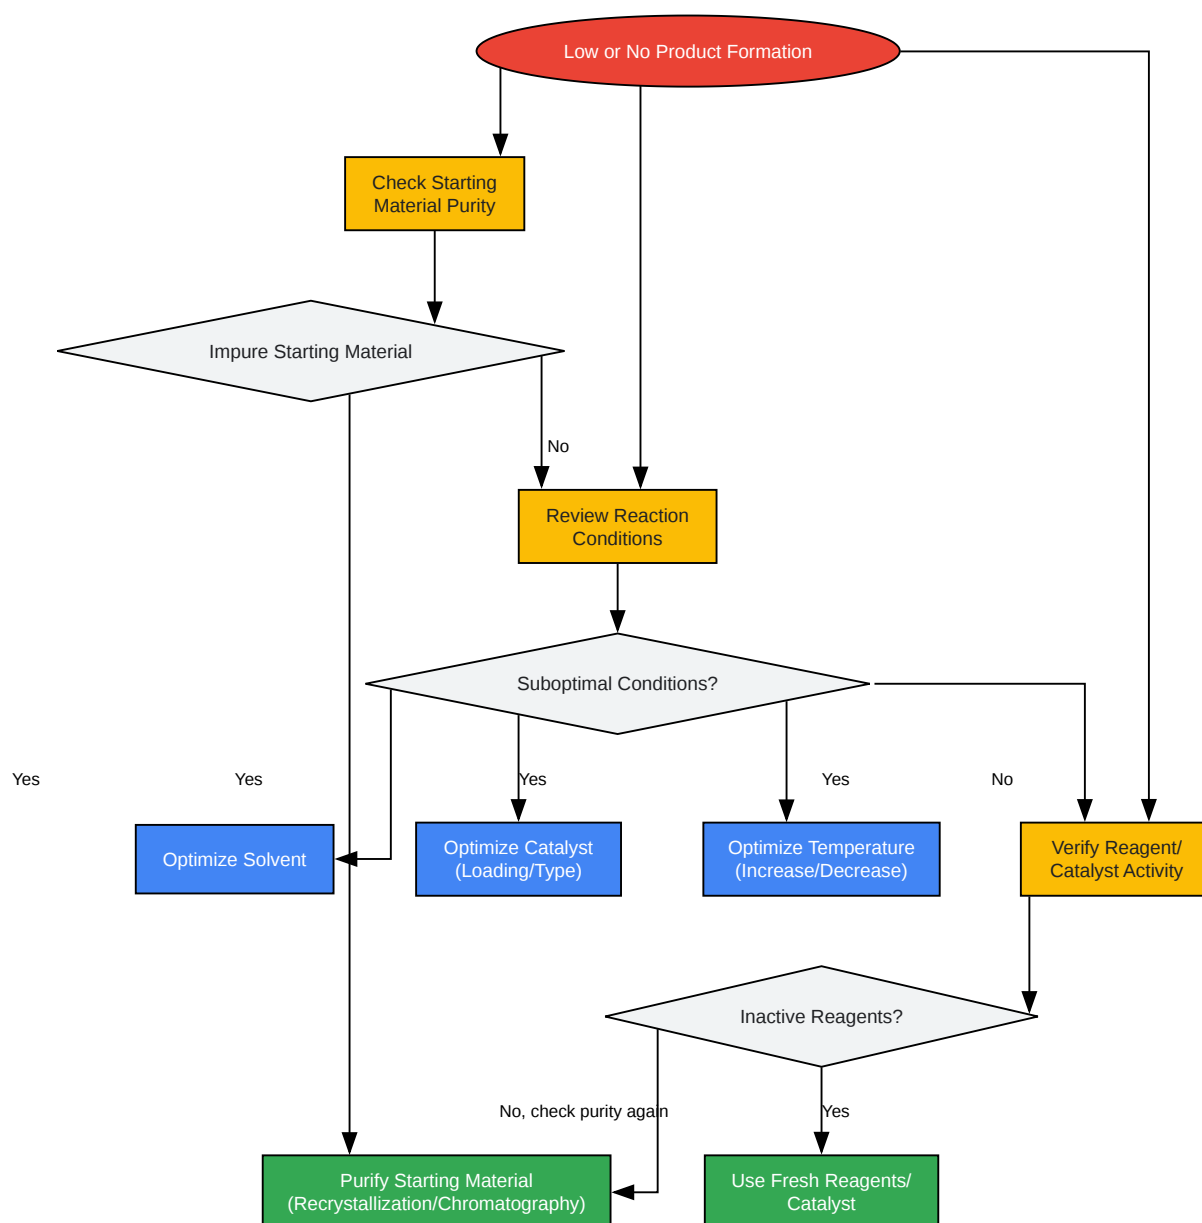 Low or No Product Formation
Check Starting
Material Purity
Impure Starting Material
No
Review Reaction
Conditions
Suboptimal Conditions?
Yes
Yes
Yes
Yes
No
Optimize Solvent
Optimize Catalyst
(Loading/Type)
Optimize Temperature
(Increase/Decrease)
Verify Reagent/
Catalyst Activity
Inactive Reagents?
No, check purity again
Yes
Purify Starting Material
(Recrystallization/Chromatography)
Use Fresh Reagents/
Catalyst